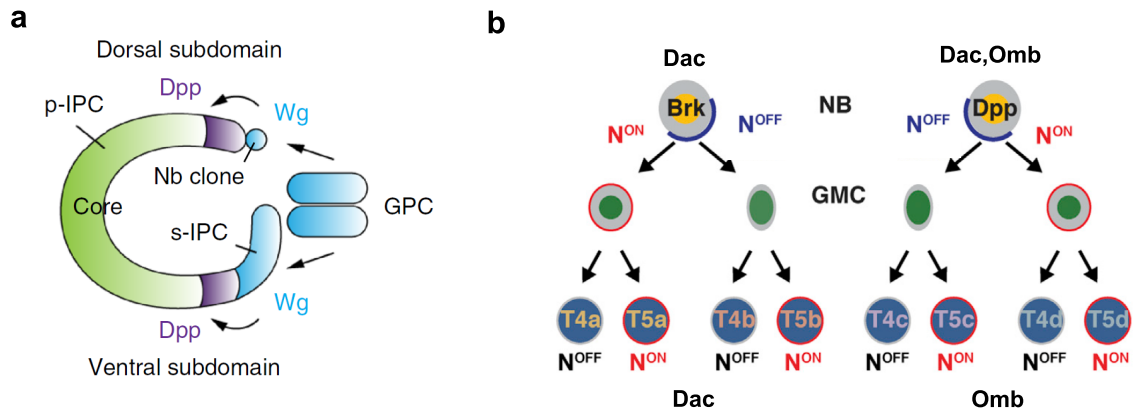 a
Dorsal subdomain
Dpp
p-IPC
Wg
Nb clone
Core
GPC
s-IPC
Wg
Dpp
Ventral subdomain
b
Dac
Dac,Omb
Brk
NB
Dpp
N^ON
N^OFF
N^OFF
N^ON
GMC
T4a T5a T4b T5b T4c T5c T4d T5d
N^OFF N^ON N^OFF N^ON N^OFF N^ON N^OFF N^ON
Dac
Omb